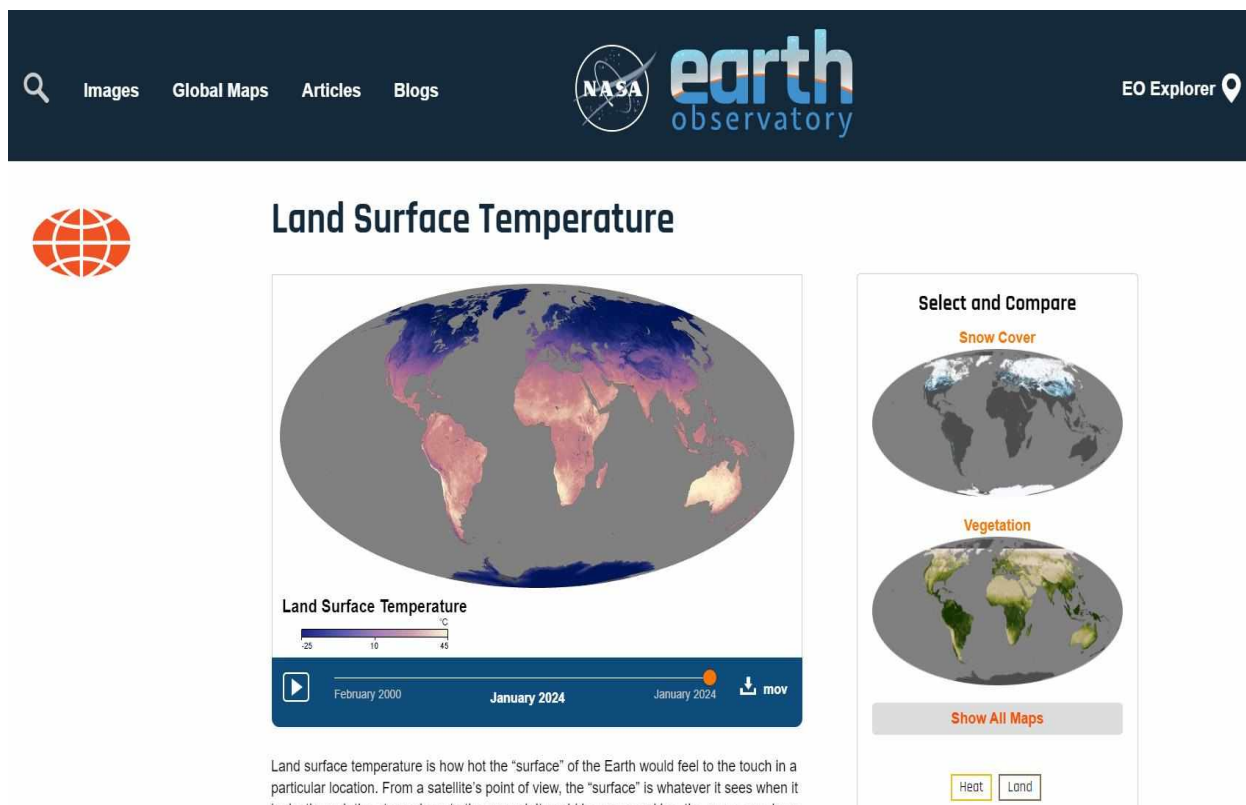 Images
Global Maps
Articles
Blogs
NASA
earth
observatory
EO Explorer
Land Surface Temperature
Select and Compare
Snow Cover
Vegetation
Land Surface Temperature
°C
-25 10 45
February 2000
January 2024
January 2024
mov
Show All Maps
Heat
Land
Land surface temperature is how hot the “surface” of the Earth would feel to the touch in a
particular location. From a satellite’s point of view, the “surface” is whatever it sees when it